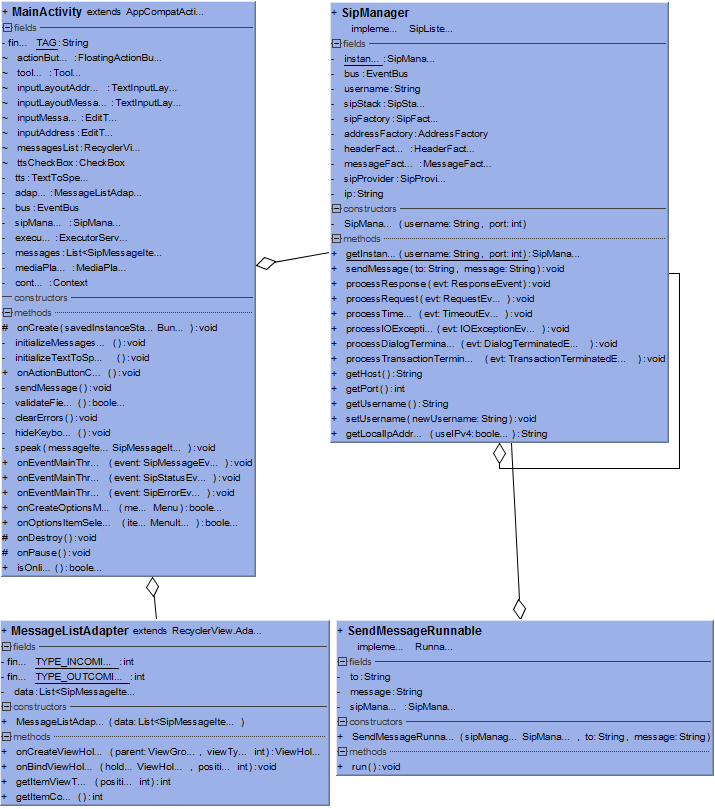 + MainActivity extends AppCompatActi...
fields
- fin... TAG : String
~ actionBut... : FloatingActionBu...
~ tool... : Tool...
~ inputLayoutAddr... : TextInputLay...
~ inputLayoutMessa... : TextInputLay...
~ inputMessa... : EditT...
~ inputAddress : EditT...
~ messagesList : RecyclerVi...
~ ttsCheckBox : CheckBox
- tts : TextToSpe...
- adap... : MessageListAdap...
- bus : EventBus
- sipMana... : SipMana...
- execu... : ExecutorServ...
- messages : List<SipMessageIte...
- mediaPla... : MediaPla...
- cont... : Context
constructors
methods
# onCreate (savedInstanceSta... Bun... ) : void
- initializeMessages... () : void
- initializeTextToSp... () : void
+ onActionButtonC... () : void
- sendMessage () : void
- validateFie... () : boole...
- clearErrors () : void
- hideKeybo... () : void
- speak (messageIte... SipMessageIt... ) : void
+ onEventMainThr... (event: SipMessageEv... ) : void
+ onEventMainThr... (event: SipStatusEv... ) : void
+ onEventMainThr... (event: SipErrorEv... ) : void
+ onCreateOptionsM... (me... Menu) : boole...
+ onOptionsItemSele... (ite... MenuIt... ) : boole...
# onDestroy () : void
# onPause () : void
+ isOnli... () : boole...
+ SipManager
impleme... SipListe...
fields
- instan... : SipMana...
- bus : EventBus
- username : String
- sipStack : SipSta...
- sipFactory : SipFact...
- addressFactory : AddressFactory
- headerFact... : HeaderFact...
- messageFact... : MessageFact...
- sipProvider : SipProvi...
- ip : String
constructors
- SipMana... (username: String, port: int)
methods
+ getInstan... (username: String, port: int) : SipMana...
+ sendMessage (to: String, message: String) : void
+ processResponse (evt: ResponseEvent) : void
+ processRequest (evt: RequestEv... ) : void
+ processTime... (evt: TimeoutEv... ) : void
+ processIOExcepti... (evt: IOExceptionEv... ) : void
+ processDialogTermina... (evt: DialogTerminatedE... ) : void
+ processTransactionTermin... (evt: TransactionTerminatedE... ) : void
+ getHost () : String
+ getPort () : int
+ getUsername () : String
+ setUsername (newUsername: String) : void
+ getLocalIpAddr... (useIPv4: boole... ) : String
+ MessageListAdapter extends RecyclerView.Ada...
fields
- fin... TYPE_INCOMI... : int
- fin... TYPE_OUTCOMI... : int
- data : List<SipMessageIte...
constructors
+ MessageListAdap... (data: List<SipMessageIte... )
methods
+ onCreateViewHol... (parent: ViewGro... , viewTy... int) : ViewHol...
+ onBindViewHol... (hold... ViewHol... , positi... int) : void
+ getItemViewT... (positi... int) : int
+ getItemCo... () : int
+ SendMessageRunnable
impleme... Runna...
fields
- to : String
- message : String
- sipMana... : SipMana...
constructors
+ SendMessageRunna... (sipManag... SipMana... , to: String, message: String)
methods
+ run () : void